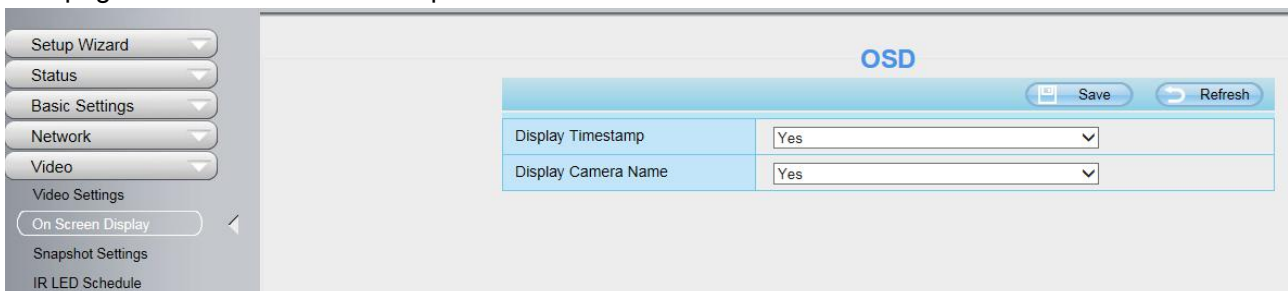 Setup Wizard
Status
Basic Settings
Network
Video
Video Settings
On Screen Display
Snapshot Settings
IR LED Schedule
OSD
Save Refresh
Display Timestamp Yes
Display Camera Name Yes